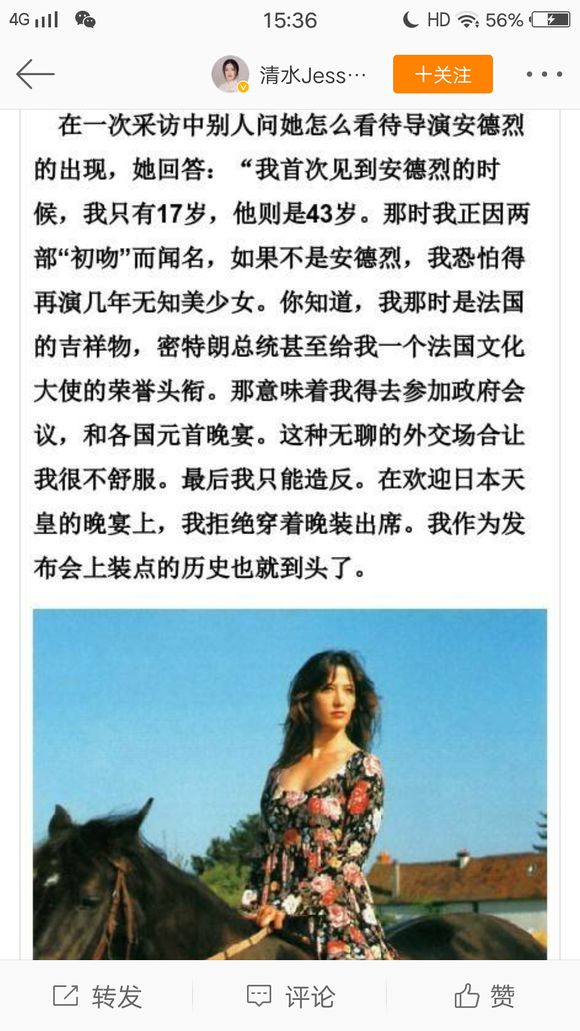 4G 15:36 HD 56%
清水Jess… 十关注
在一次采访中别人问她怎么看待导演安德烈
的出现，她回答：“我首次见到安德烈的时
候，我只有17岁，他则是43岁。那时我正因两
部“初吻”而闻名，如果不是安德烈，我恐怕得
再演几年无知美少女。你知道，我那时是法国
的吉祥物，密特朗总统甚至给我一个法国文化
大使的荣誉头衔。那意味着我得去参加政府会
议，和各国元首晚宴。这种无聊的外交场合让
我很不舒服。最后我只能造反。在欢迎日本天
皇的晚宴上，我拒绝穿着晚装出席。我作为发
布会上装点的历史也就到头了。
转发 评论 赞